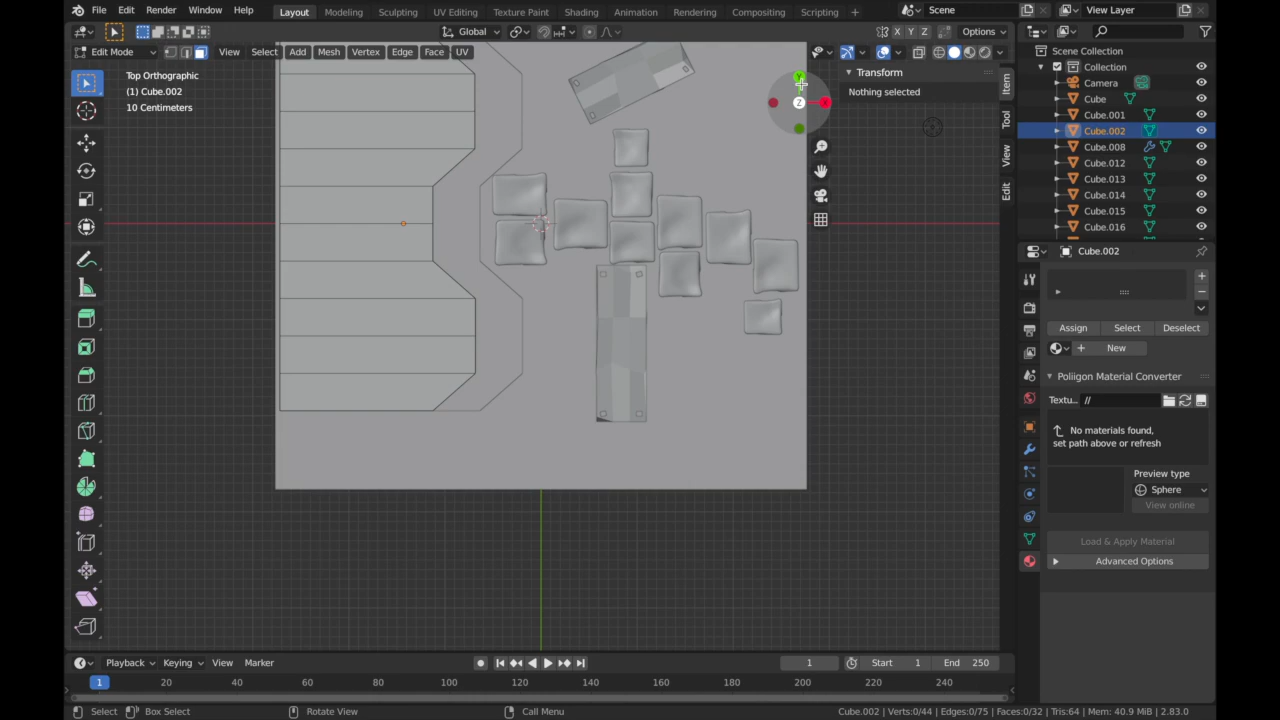 File Edit Render Window Help Layout Modeling Sculpting UV Editing Texture Paint Shading Animation Rendering Compositing Scripting + Scene View Layer
Global Options
Edit Mode View Select Add Mesh Vertex Edge Face UV
X Y Z
Top Orthographic
(1) Cube.002
10 Centimeters
Y
X
Z
Transform
Nothing selected
Item
Tool
View
Edit
Scene Collection
Collection
Camera
Cube
Cube.001
Cube.002
Cube.008
Cube.012
Cube.013
Cube.014
Cube.015
Cube.016
Cube.002
Assign Select Deselect
New
Poliigon Material Converter
Textu.. //
No materials found,
set path above or refresh
Preview type
Sphere
View online
Load & Apply Material
Advanced Options
Playback Keying View Marker 1 Start 1 End 250
1 20 40 60 80 100 120 140 160 180 200 220 240
Select Box Select Rotate View Call Menu Cube.002 | Verts:0/44 | Edges:0/75 | Faces:0/32 | Tris:64 | Mem: 40.9 MiB | 2.83.0